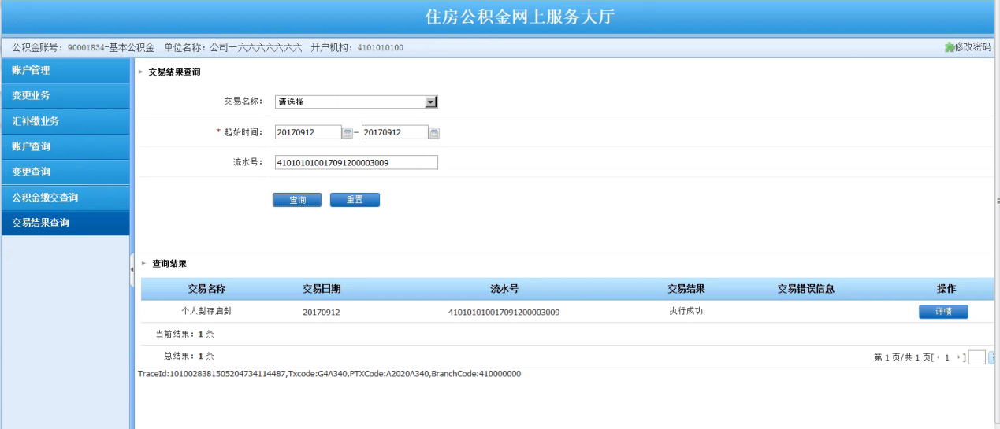 住房公积金网上服务大厅
公积金账号：90001834-基本公积金 单位名称：公司一六六六六六六六 开户机构：4101010100 修改密码
账户管理
变更业务
汇补缴业务
账户查询
变更查询
公积金缴交查询
交易结果查询
交易结果查询
交易名称： 请选择
* 起始时间： 20170912 - 20170912
流水号： 410101010017091200003009
查询 重置
查询结果
交易名称 交易日期 流水号 交易结果 交易错误信息 操作
个人封存启封 20170912 410101010017091200003009 执行成功 详情
当前结果：1 条
总结果：1 条 第 1 页/共 1 页[ 1 ]
TraceId:1010028381505204734114487,Txcode:G4A340,PTXCode:A2020A340,BranchCode:410000000